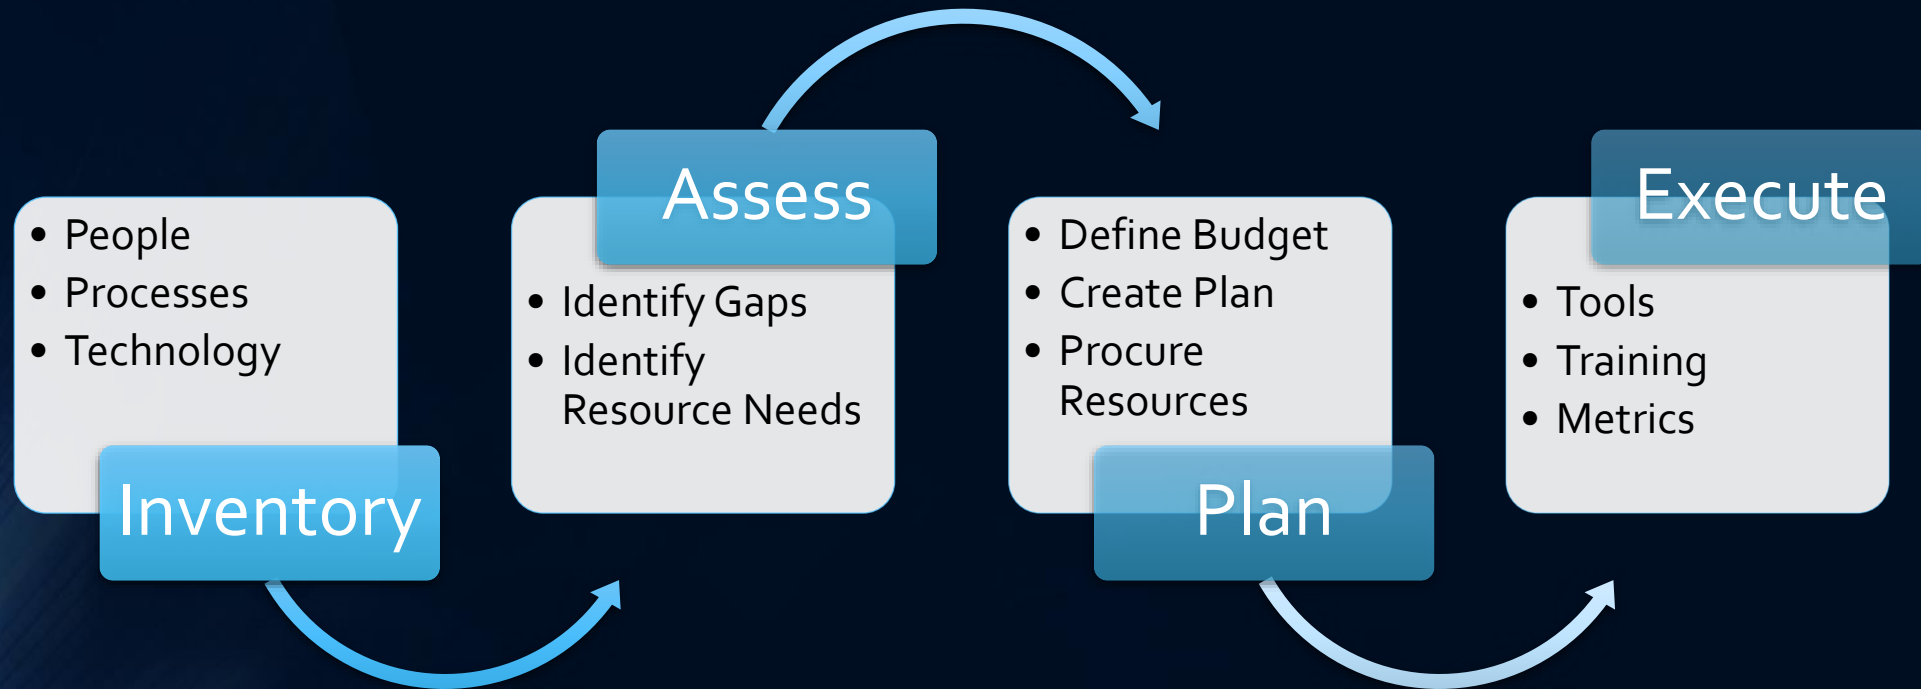 • People
• Processes
• Technology
Inventory
Assess
• Identify Gaps
• Identify
Resource Needs
• Define Budget
• Create Plan
• Procure
Resources
Plan
Execute
• Tools
• Training
• Metrics